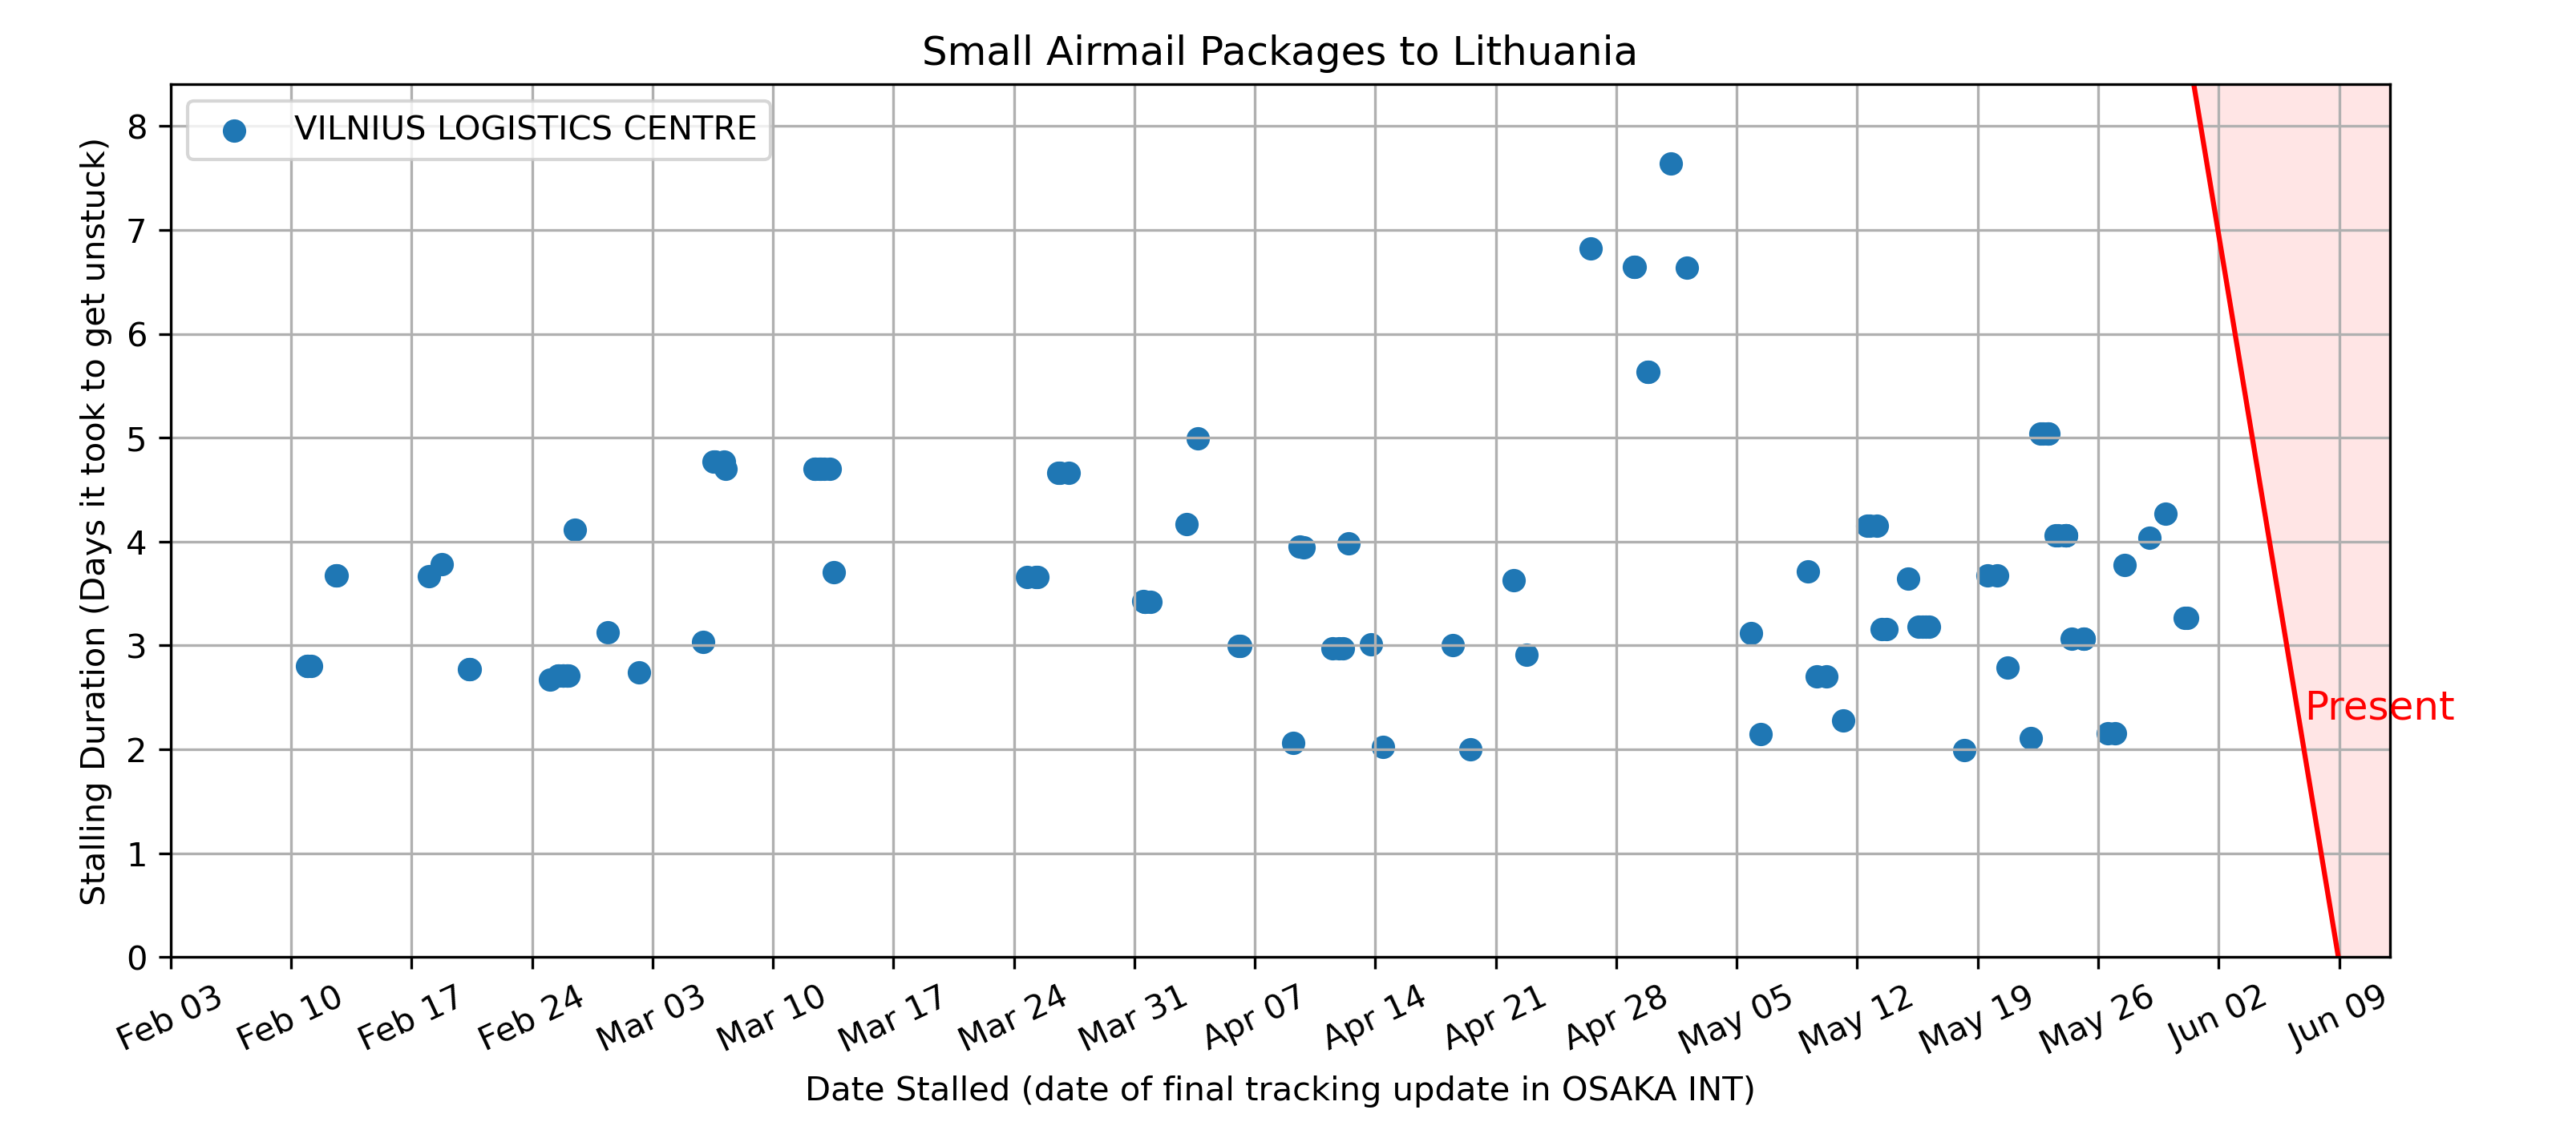 Small Airmail Packages to Lithuania
VILNIUS LOGISTICS CENTRE
Stalling Duration (Days it took to get unstuck)
8
7
6
5
4
3
2
1
0
Present
Feb 03
Feb 10
Feb 17
Feb 24
Mar 03
Mar 10
Mar 17
Mar 24
Mar 31
Apr 07
Apr 14
Apr 21
Apr 28
May 05
May 12
May 19
May 26
Jun 02
Jun 09
Date Stalled (date of final tracking update in OSAKA INT)